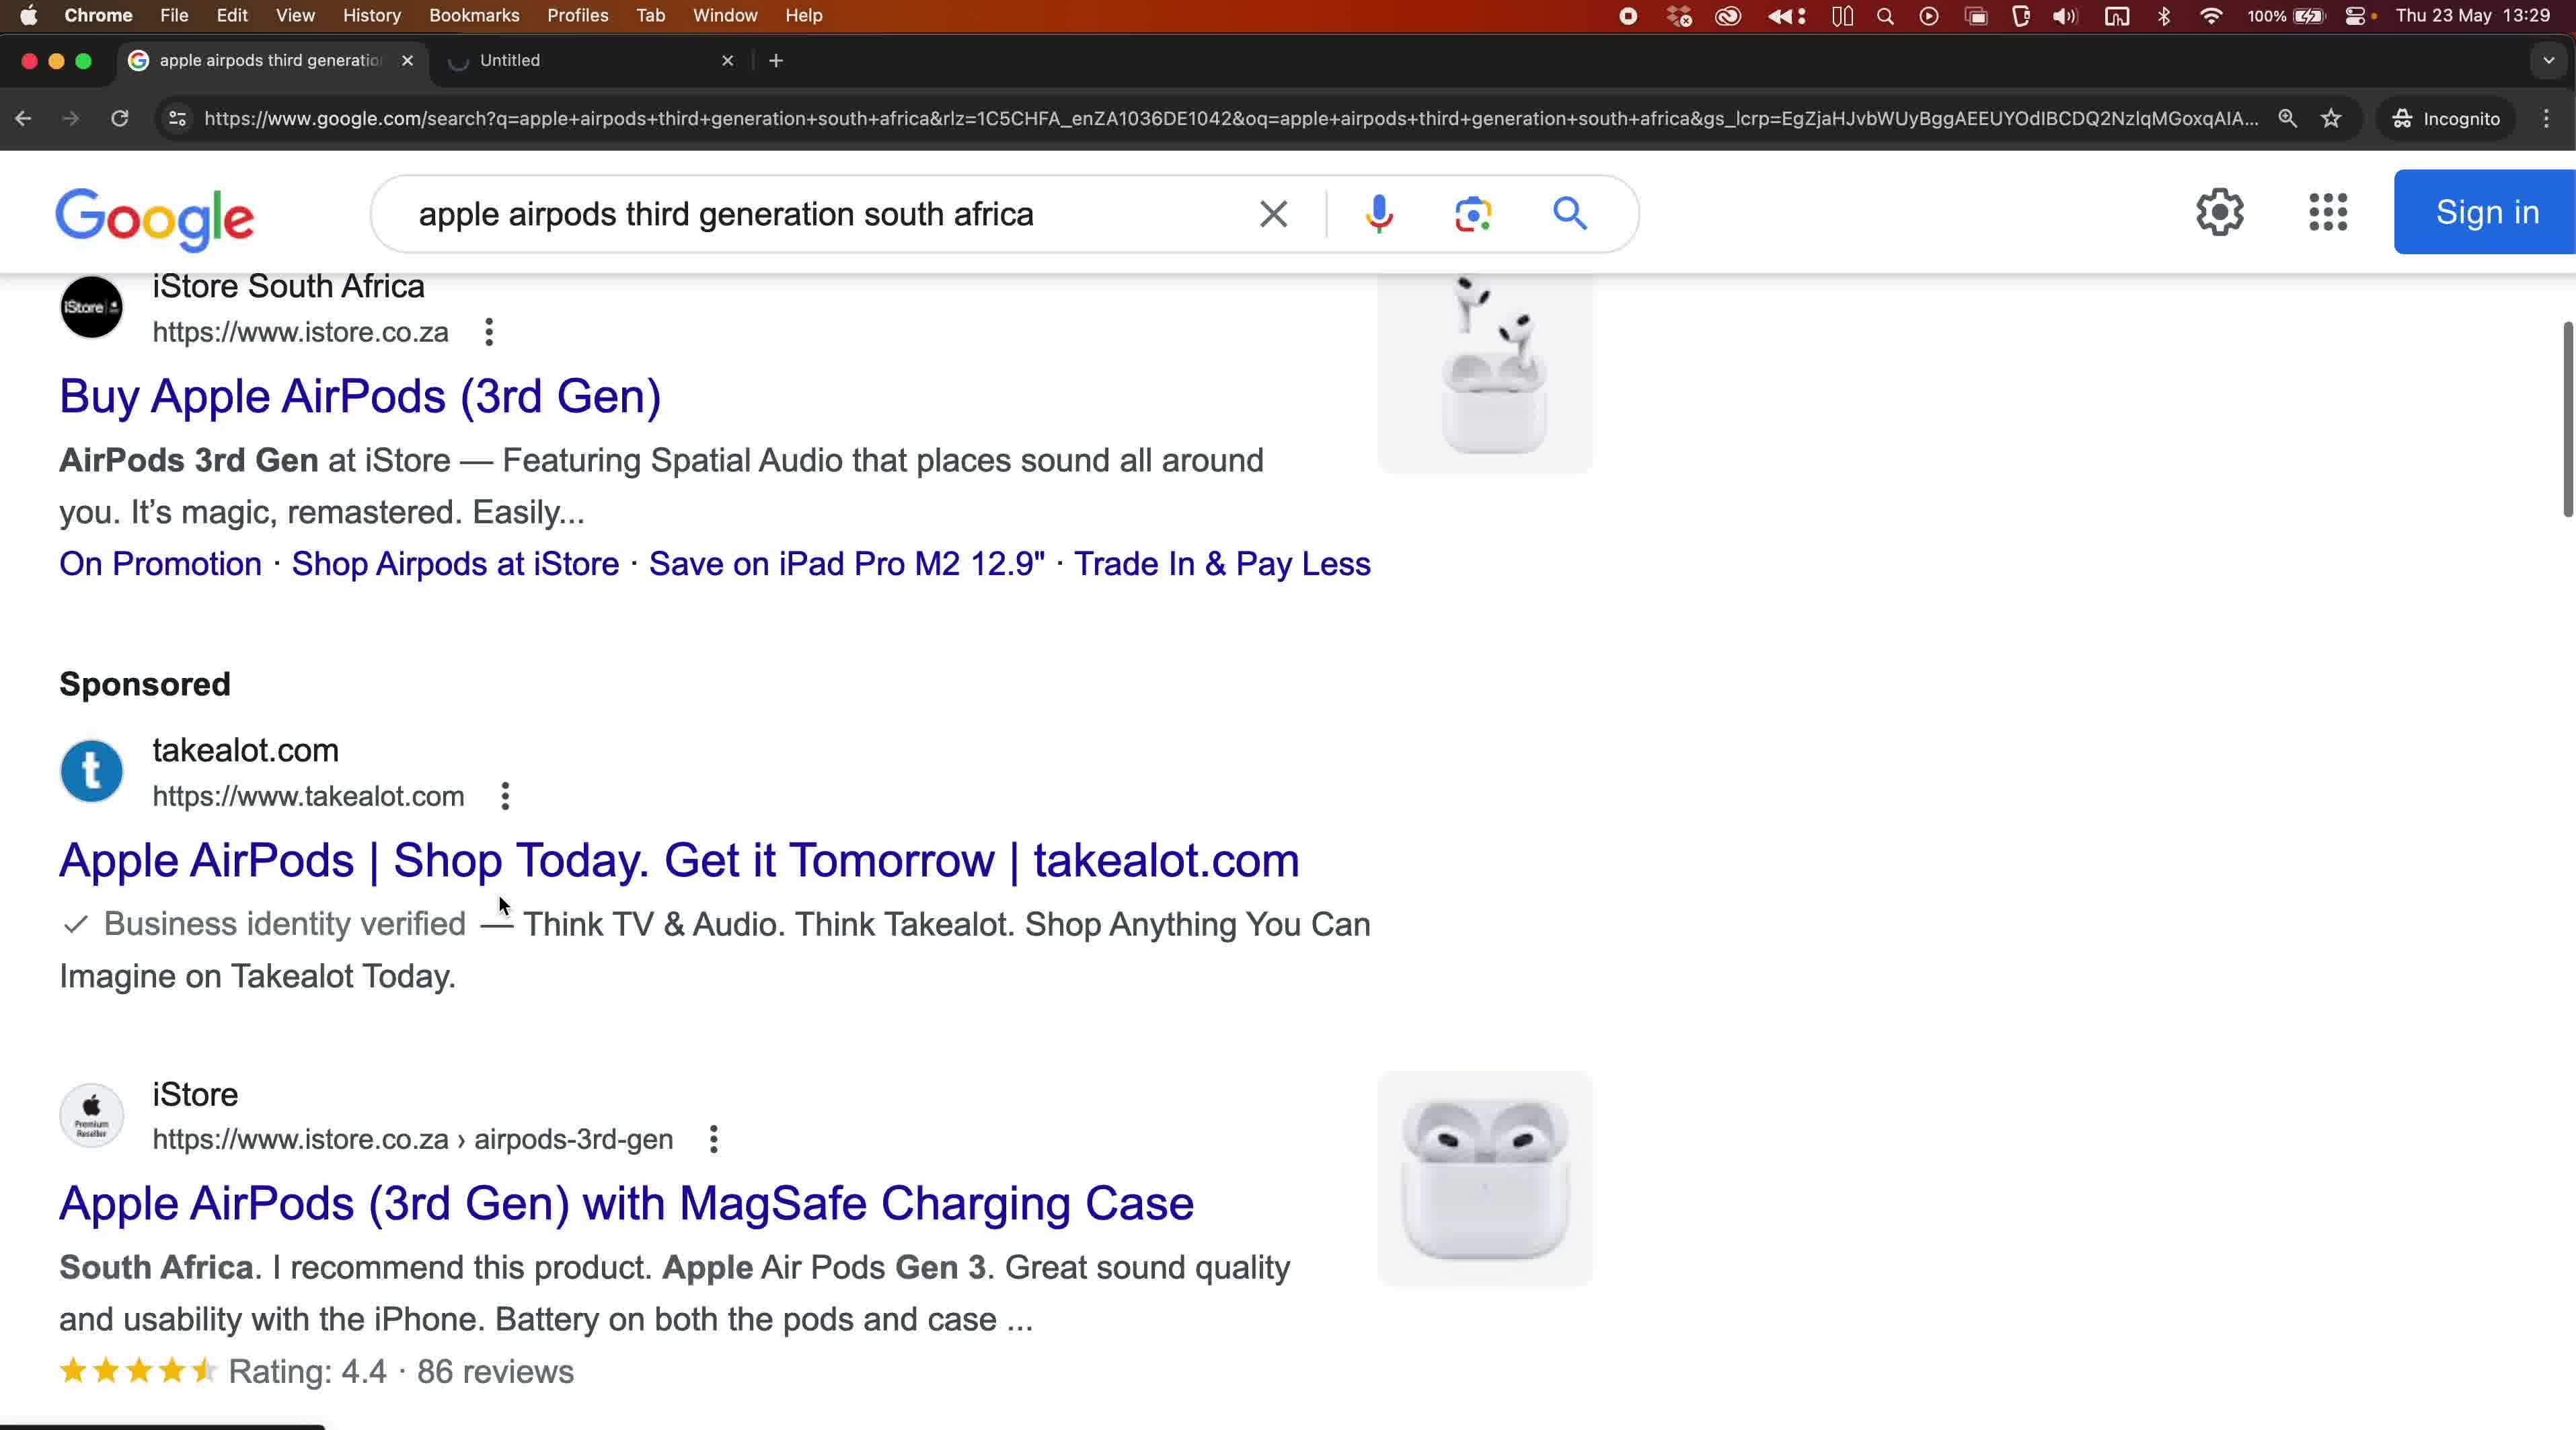 Chrome File Edit View History Bookmarks Profiles Tab Window Help 100% Thu 23 May 13:29
apple airpods third generation Untitled
https://www.google.com/search?q=apple+airpods+third+generation+south+africa&rlz=1C5CHFA_enZA1036DE1042&oq=apple+airpods+third+generation+south+africa&gs_lcrp=EgZjaHJvbWUyBggAEEUYOdIBCDQ2NzIqMGoxqAIA... Incognito
Google apple airpods third generation south africa Sign in
iStore
iStore South Africa
https://www.istore.co.za
Buy Apple AirPods (3rd Gen)
AirPods 3rd Gen at iStore — Featuring Spatial Audio that places sound all around
you. It’s magic, remastered. Easily...
On Promotion · Shop Airpods at iStore · Save on iPad Pro M2 12.9" · Trade In & Pay Less
Sponsored
t
takealot.com
https://www.takealot.com
Apple AirPods | Shop Today. Get it Tomorrow | takealot.com
Business identity verified — Think TV & Audio. Think Takealot. Shop Anything You Can
Imagine on Takealot Today.
Premium
Reseller
iStore
https://www.istore.co.za › airpods-3rd-gen
Apple AirPods (3rd Gen) with MagSafe Charging Case
South Africa. I recommend this product. Apple Air Pods Gen 3. Great sound quality
and usability with the iPhone. Battery on both the pods and case ...
Rating: 4.4 · 86 reviews